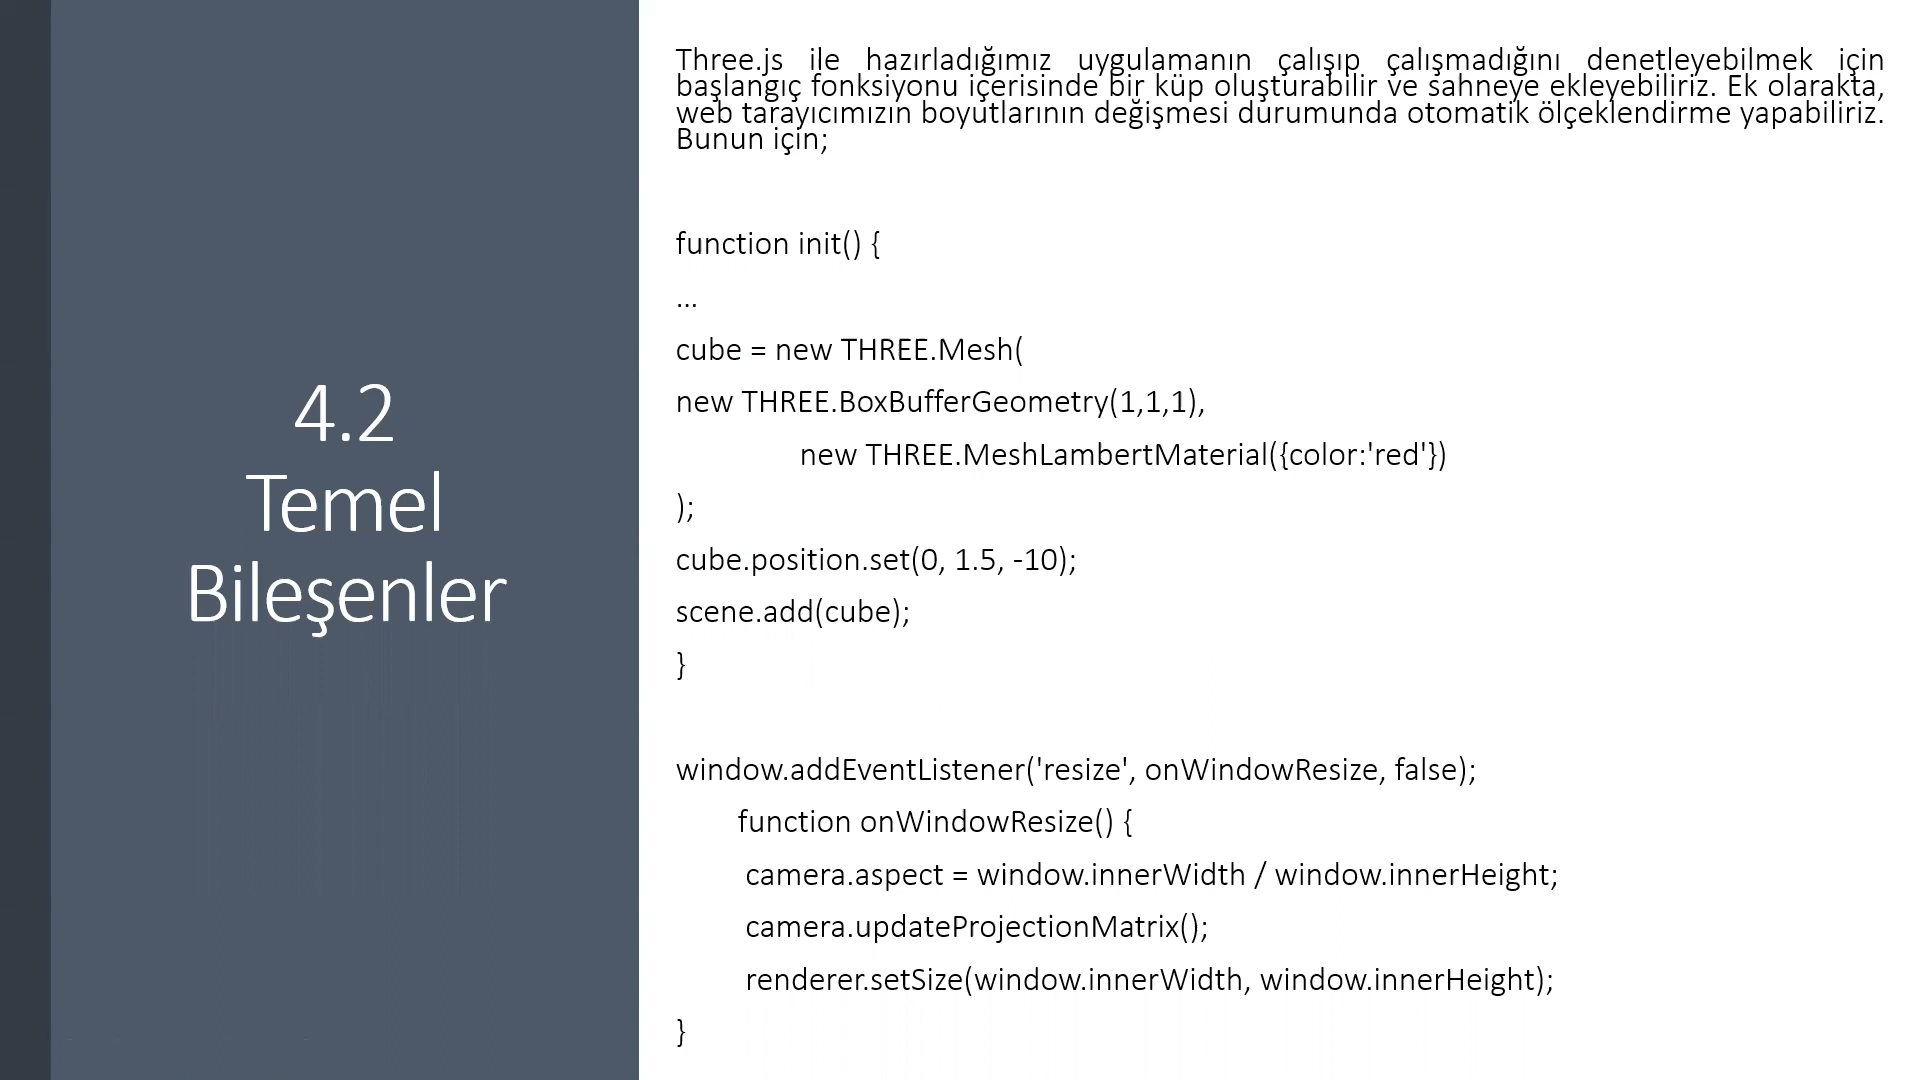 4.2
Temel
Bileşenler
Three.js ile hazırladığımız uygulamanın çalışıp çalışmadığını denetleyebilmek için
başlangıç fonksiyonu içerisinde bir küp oluşturabilir ve sahneye ekleyebiliriz. Ek olarakta,
web tarayıcımızın boyutlarının değişmesi durumunda otomatik ölçeklendirme yapabiliriz.
Bunun için;
function init() {
...
cube = new THREE.Mesh(
new THREE.BoxBufferGeometry(1,1,1),
new THREE.MeshLambertMaterial({color:'red'})
);
cube.position.set(0, 1.5, -10);
scene.add(cube);
}
window.addEventListener('resize', onWindowResize, false);
function onWindowResize() {
camera.aspect = window.innerWidth / window.innerHeight;
camera.updateProjectionMatrix();
renderer.setSize(window.innerWidth, window.innerHeight);
}